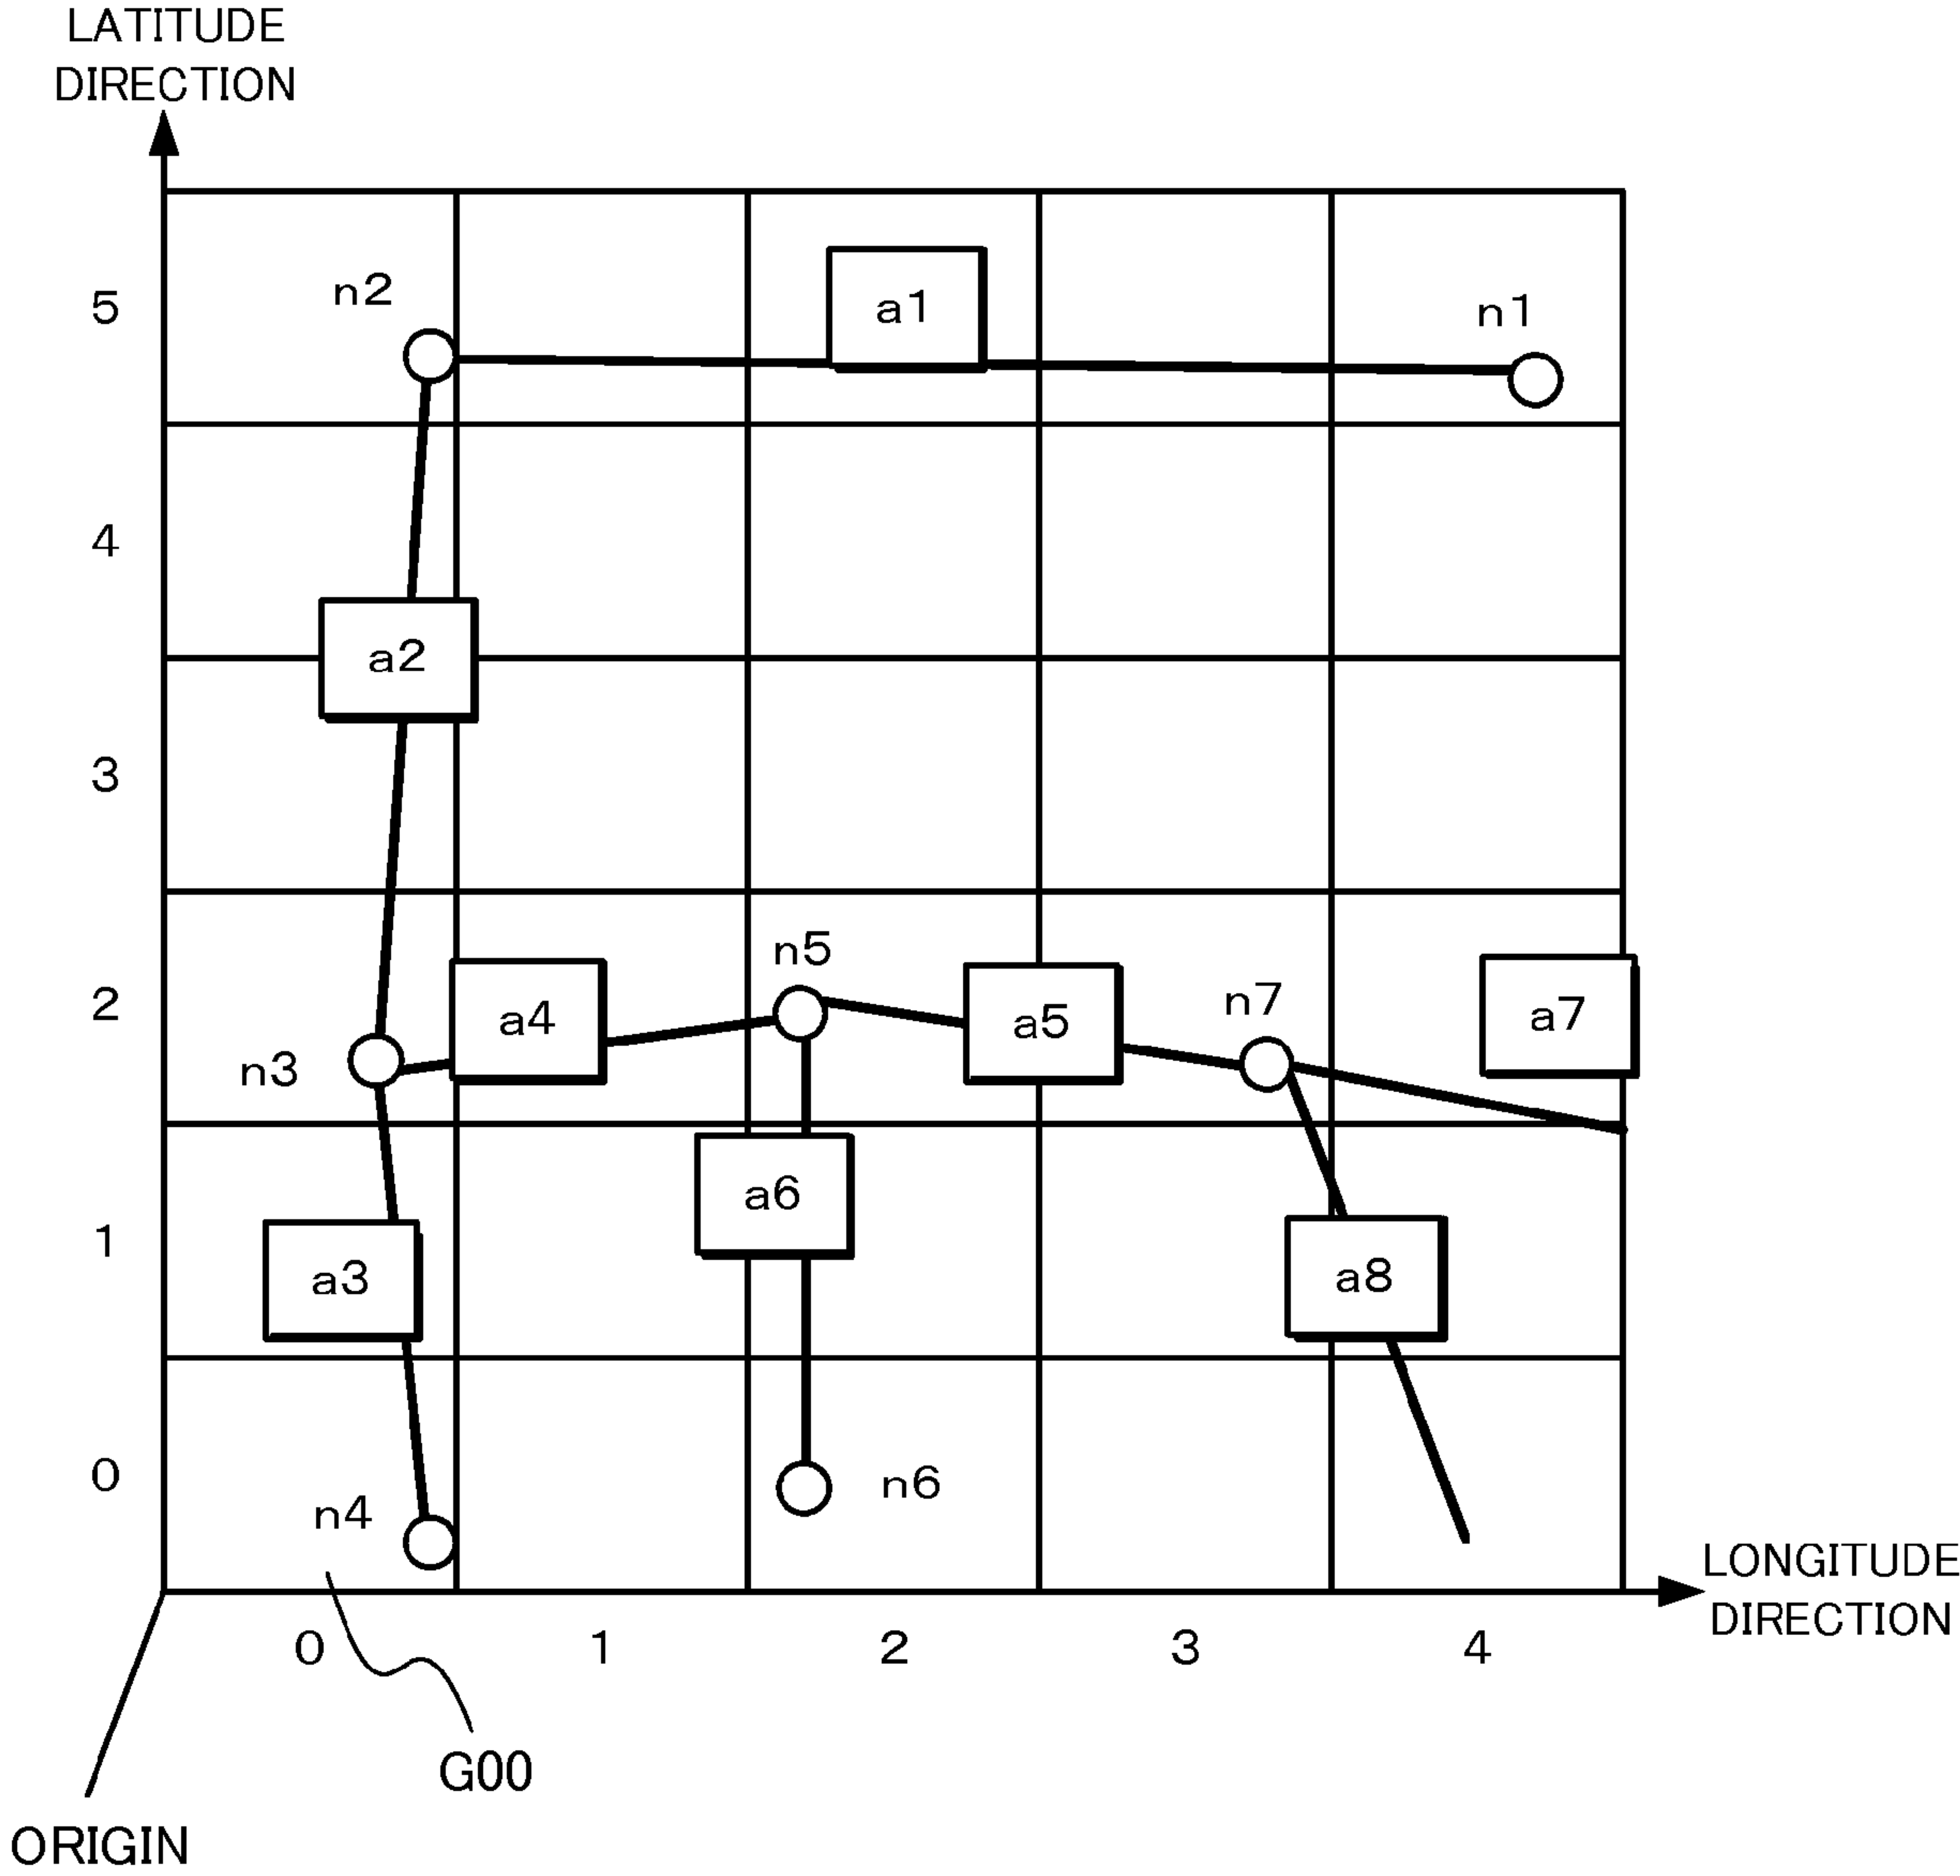 LATITUDE
DIRECTION
n2
a1
n1
5
4
a2
3
n5
a4
n7
a7
2
a5
n3
a6
1
a3
a8
0
n6
n4
LONGITUDE
DIRECTION
0 1 2 3 4
G00
ORIGIN